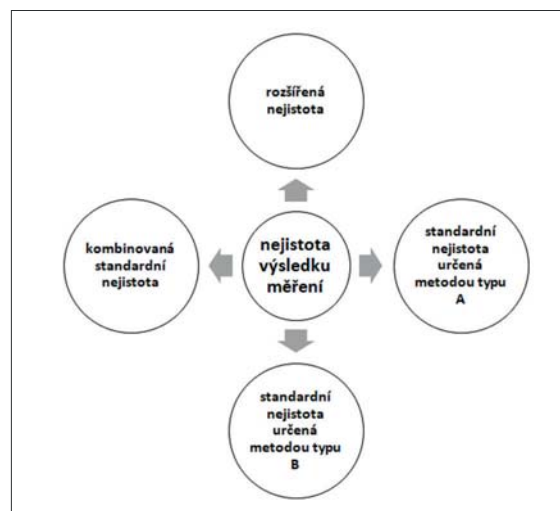 rozšířená
nejistota
kombinovaná
standardní
nejistota
nejistota
výsledku
měření
standardní
nejistota
určená
metodou typu
A
standardní
nejistota
určená
metodou typu
B